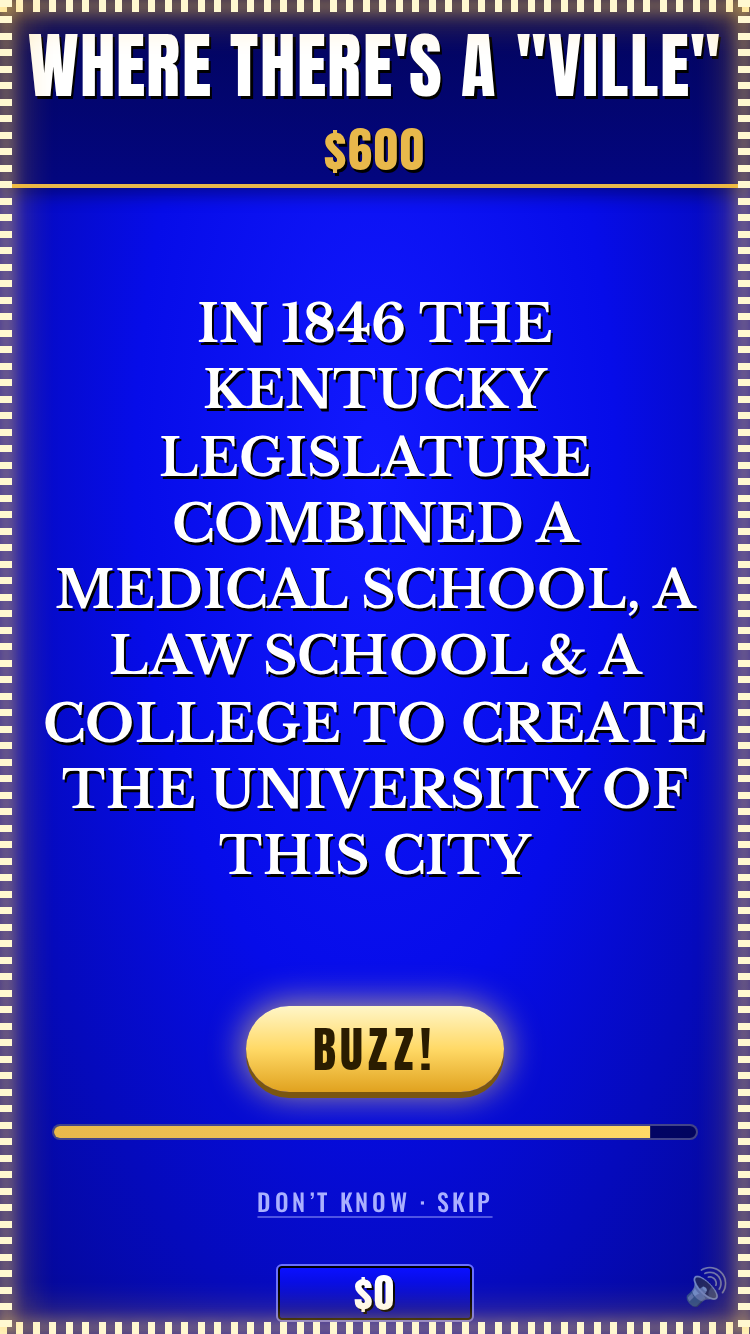 WHERE THERE'S A "VILLE"
$600
IN 1846 THE
KENTUCKY
LEGISLATURE
COMBINED A
MEDICAL SCHOOL, A
LAW SCHOOL & A
COLLEGE TO CREATE
THE UNIVERSITY OF
THIS CITY
BUZZ!
DON'T KNOW · SKIP
$0